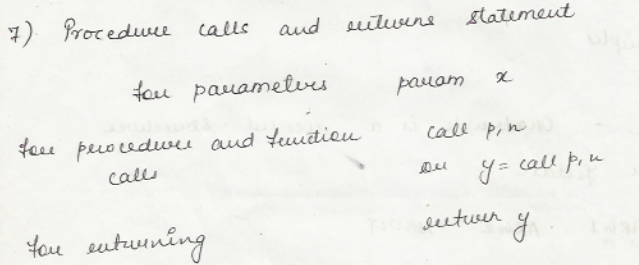 7) Procedure calls and returns statement
for parameters param x
for procedure and function call p, n
calls or y = call p, n
for returning return y.